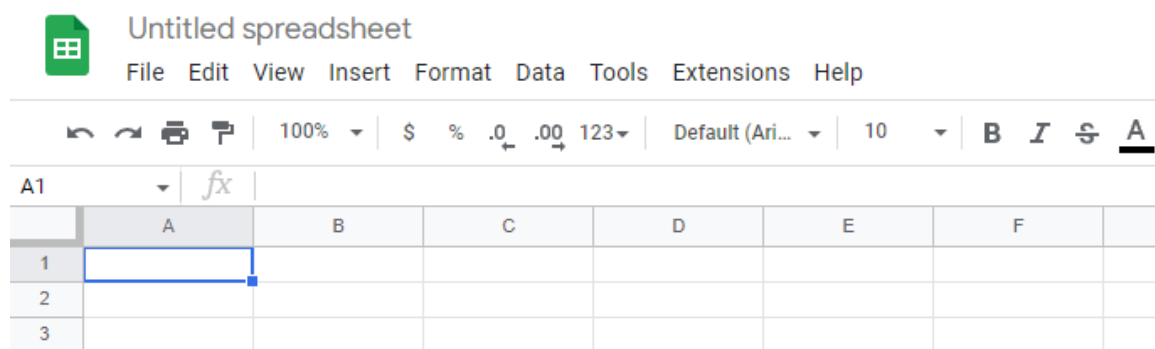 Untitled spreadsheet
File Edit View Insert Format Data Tools Extensions Help
100% $ % .0 .00 123 Default (Ari... 10 B I S A
A1 fx
A B C D E F
1
2
3